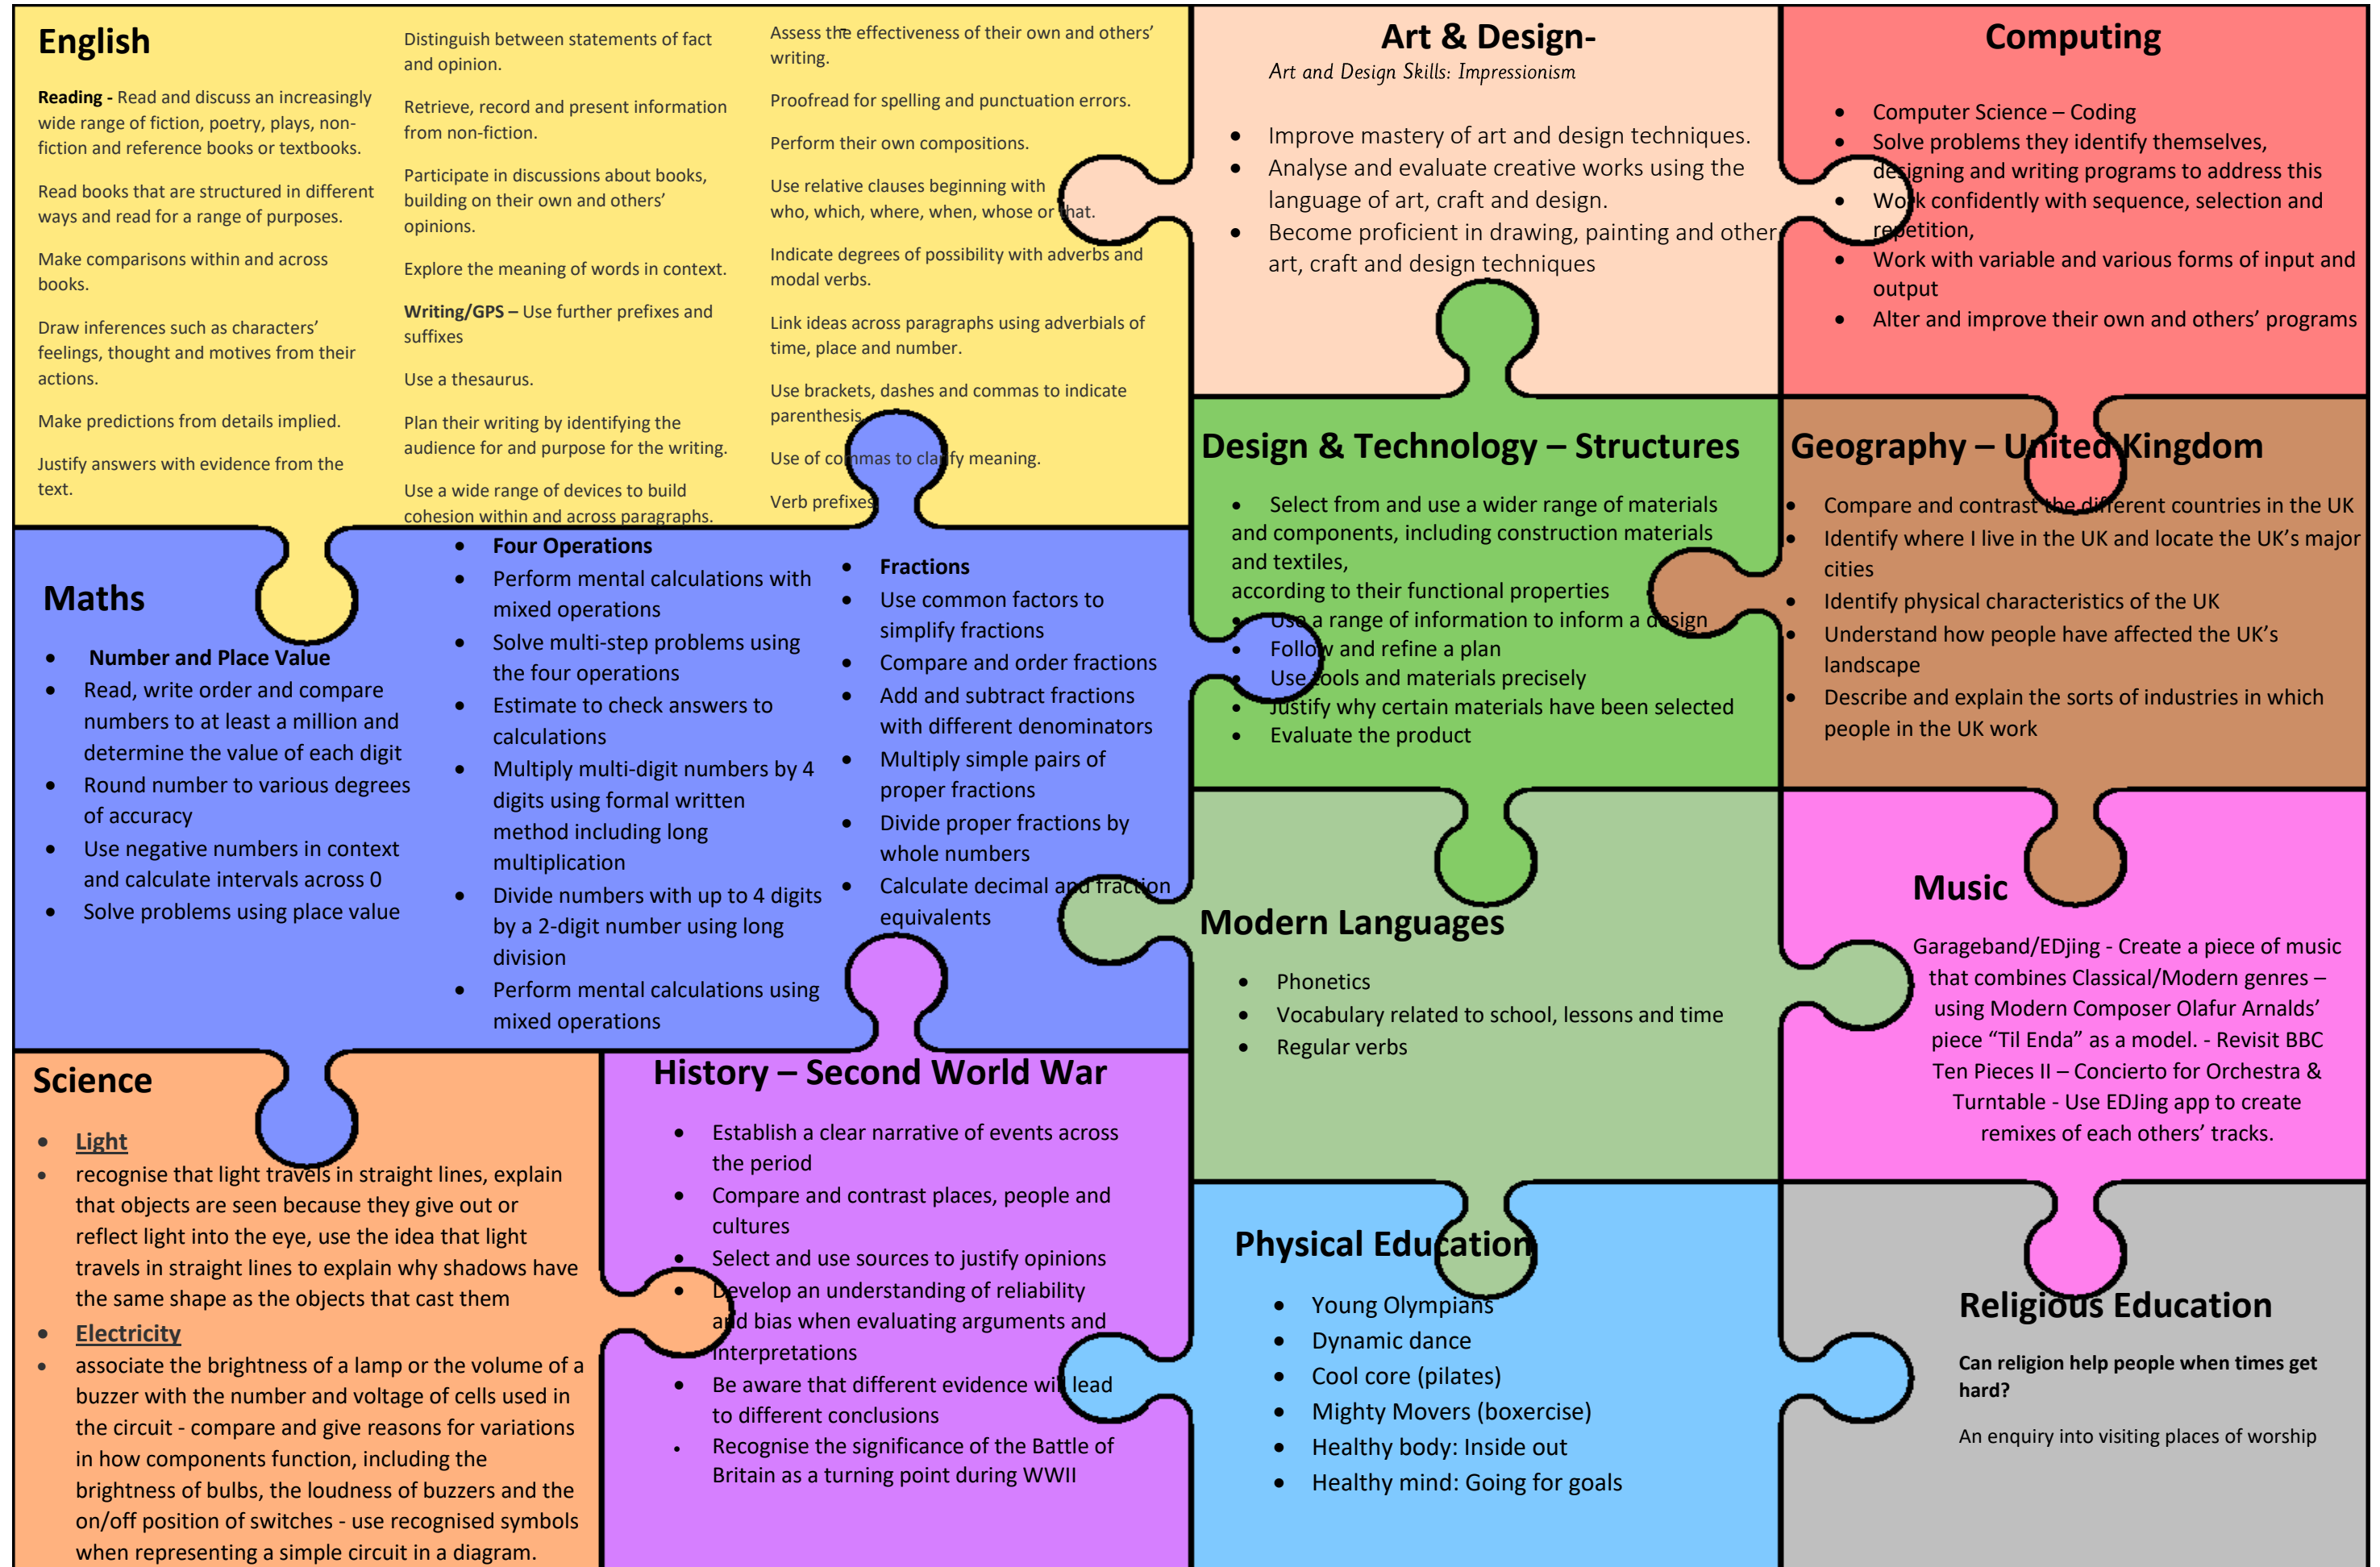 English
Reading - Read and discuss an increasingly
wide range of fiction, poetry, plays, non-
fiction and reference books or textbooks.
Read books that are structured in different
ways and read for a range of purposes.
Make comparisons within and across
books.
Draw inferences such as characters’
feelings, thought and motives from their
actions.
Make predictions from details implied.
Justify answers with evidence from the
text.
Distinguish between statements of fact
and opinion.
Retrieve, record and present information
from non-fiction.
Participate in discussions about books,
building on their own and others’
opinions.
Explore the meaning of words in context.
Writing/GPS – Use further prefixes and
suffixes
Use a thesaurus.
Plan their writing by identifying the
audience for and purpose for the writing.
Use a wide range of devices to build
cohesion within and across paragraphs.
Assess the effectiveness of their own and others’
writing.
Proofread for spelling and punctuation errors.
Perform their own compositions.
Use relative clauses beginning with
who, which, where, when, whose or that.
Indicate degrees of possibility with adverbs and
modal verbs.
Link ideas across paragraphs using adverbials of
time, place and number.
Use brackets, dashes and commas to indicate
parenthesis
Use of commas to clarify meaning.
Verb prefixes
Art & Design-
Art and Design Skills: Impressionism
• Improve mastery of art and design techniques.
• Analyse and evaluate creative works using the
language of art, craft and design.
• Become proficient in drawing, painting and other
art, craft and design techniques
Computing
• Computer Science – Coding
• Solve problems they identify themselves,
designing and writing programs to address this
• Work confidently with sequence, selection and
repetition,
• Work with variable and various forms of input and
output
• Alter and improve their own and others’ programs
Maths
• Number and Place Value
• Read, write order and compare
numbers to at least a million and
determine the value of each digit
• Round number to various degrees
of accuracy
• Use negative numbers in context
and calculate intervals across 0
• Solve problems using place value
• Four Operations
• Perform mental calculations with
mixed operations
• Solve multi-step problems using
the four operations
• Estimate to check answers to
calculations
• Multiply multi-digit numbers by 4
digits using formal written
method including long
multiplication
• Divide numbers with up to 4 digits
by a 2-digit number using long
division
• Perform mental calculations using
mixed operations
• Fractions
• Use common factors to
simplify fractions
• Compare and order fractions
• Add and subtract fractions
with different denominators
• Multiply simple pairs of
proper fractions
• Divide proper fractions by
whole numbers
• Calculate decimal and fraction
equivalents
Design & Technology – Structures
• Select from and use a wider range of materials
and components, including construction materials
and textiles,
according to their functional properties
• Use a range of information to inform a design
• Follow and refine a plan
• Use tools and materials precisely
• Justify why certain materials have been selected
• Evaluate the product
Geography – United Kingdom
• Compare and contrast the different countries in the UK
• Identify where I live in the UK and locate the UK’s major
cities
• Identify physical characteristics of the UK
• Understand how people have affected the UK’s
landscape
• Describe and explain the sorts of industries in which
people in the UK work
Modern Languages
• Phonetics
• Vocabulary related to school, lessons and time
• Regular verbs
Music
Garageband/EDjing - Create a piece of music
that combines Classical/Modern genres –
using Modern Composer Olafur Arnalds’
piece “Til Enda” as a model. - Revisit BBC
Ten Pieces II – Concierto for Orchestra &
Turntable - Use EDJing app to create
remixes of each others’ tracks.
Science
• Light
• recognise that light travels in straight lines, explain
that objects are seen because they give out or
reflect light into the eye, use the idea that light
travels in straight lines to explain why shadows have
the same shape as the objects that cast them
• Electricity
• associate the brightness of a lamp or the volume of a
buzzer with the number and voltage of cells used in
the circuit - compare and give reasons for variations
in how components function, including the
brightness of bulbs, the loudness of buzzers and the
on/off position of switches - use recognised symbols
when representing a simple circuit in a diagram.
History – Second World War
• Establish a clear narrative of events across
the period
• Compare and contrast places, people and
cultures
• Select and use sources to justify opinions
• Develop an understanding of reliability
and bias when evaluating arguments and
interpretations
• Be aware that different evidence will lead
to different conclusions
• Recognise the significance of the Battle of
Britain as a turning point during WWII
Physical Education
• Young Olympians
• Dynamic dance
• Cool core (pilates)
• Mighty Movers (boxercise)
• Healthy body: Inside out
• Healthy mind: Going for goals
Religious Education
Can religion help people when times get
hard?
An enquiry into visiting places of worship